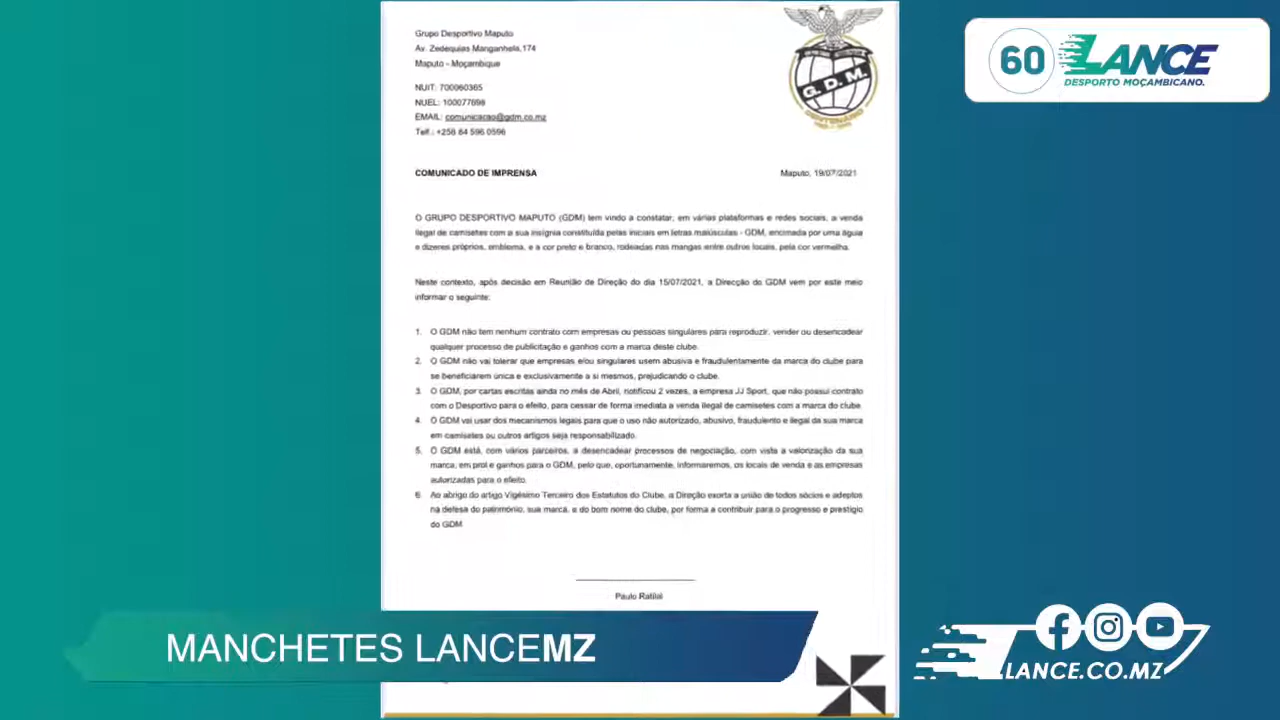 Grupo Desportivo Maputo
Av. Zedequias Manganhela,174
Maputo - Moçambique
NUIT: 700060365
NUEL: 100077698
EMAIL: comunicacao@gdm.co.mz
Telf.: +258 84 596 0596
G. D. M.
CENTENÁRIO
60 LANCE
DESPORTO MOÇAMBICANO.
COMUNICADO DE IMPRENSA
Maputo, 19/07/2021
O GRUPO DESPORTIVO MAPUTO (GDM) tem vindo a constatar, em várias plataformas e redes sociais, a venda
ilegal de camisetes com a sua insígnia constituída pelas iniciais em letras maiúsculas - GDM, encimada por uma águia
e dizeres próprios, emblema, e a cor preto e branco, rodeadas nas mangas entre outros locais, pela cor vermelha.
Neste contexto, após decisão em Reunião de Direção do dia 15/07/2021, a Direcção do GDM vem por este meio
informar o seguinte:
1. O GDM não tem nenhum contrato com empresas ou pessoas singulares para reproduzir, vender ou desencadear
qualquer processo de publicitação e ganhos com a marca deste clube.
2. O GDM não vai tolerar que empresas e/ou singulares usem abusiva e fraudulentamente da marca do clube para
se beneficiarem única e exclusivamente a si mesmos, prejudicando o clube.
3. O GDM, por cartas escritas ainda no mês de Abril, notificou 2 vezes, a empresa JJ Sport, que não possui contrato
com o Desportivo para o efeito, para cessar de forma imediata a venda ilegal de camisetes com a marca do clube.
4. O GDM vai usar dos mecanismos legais para que o uso não autorizado, abusivo, fraudulento e ilegal da sua marca
em camisetes ou outros artigos seja responsabilizado.
5. O GDM está, com vários parceiros, a desencadear processos de negociação, com vista a valorização da sua
marca, em prol e ganhos para o GDM, pelo que, oportunamente, informaremos, os locais de venda e as empresas
autorizadas para o efeito.
6. Ao abrigo do artigo Vigésimo Terceiro dos Estatutos do Clube, a Direção exorta a união de todos sócios e adeptos
na defesa do património, sua marca, e do bom nome do clube, por forma a contribuir para o progresso e prestígio
do GDM
Paulo Ratilal
MANCHETES LANCEMZ
LANCE.CO.MZ